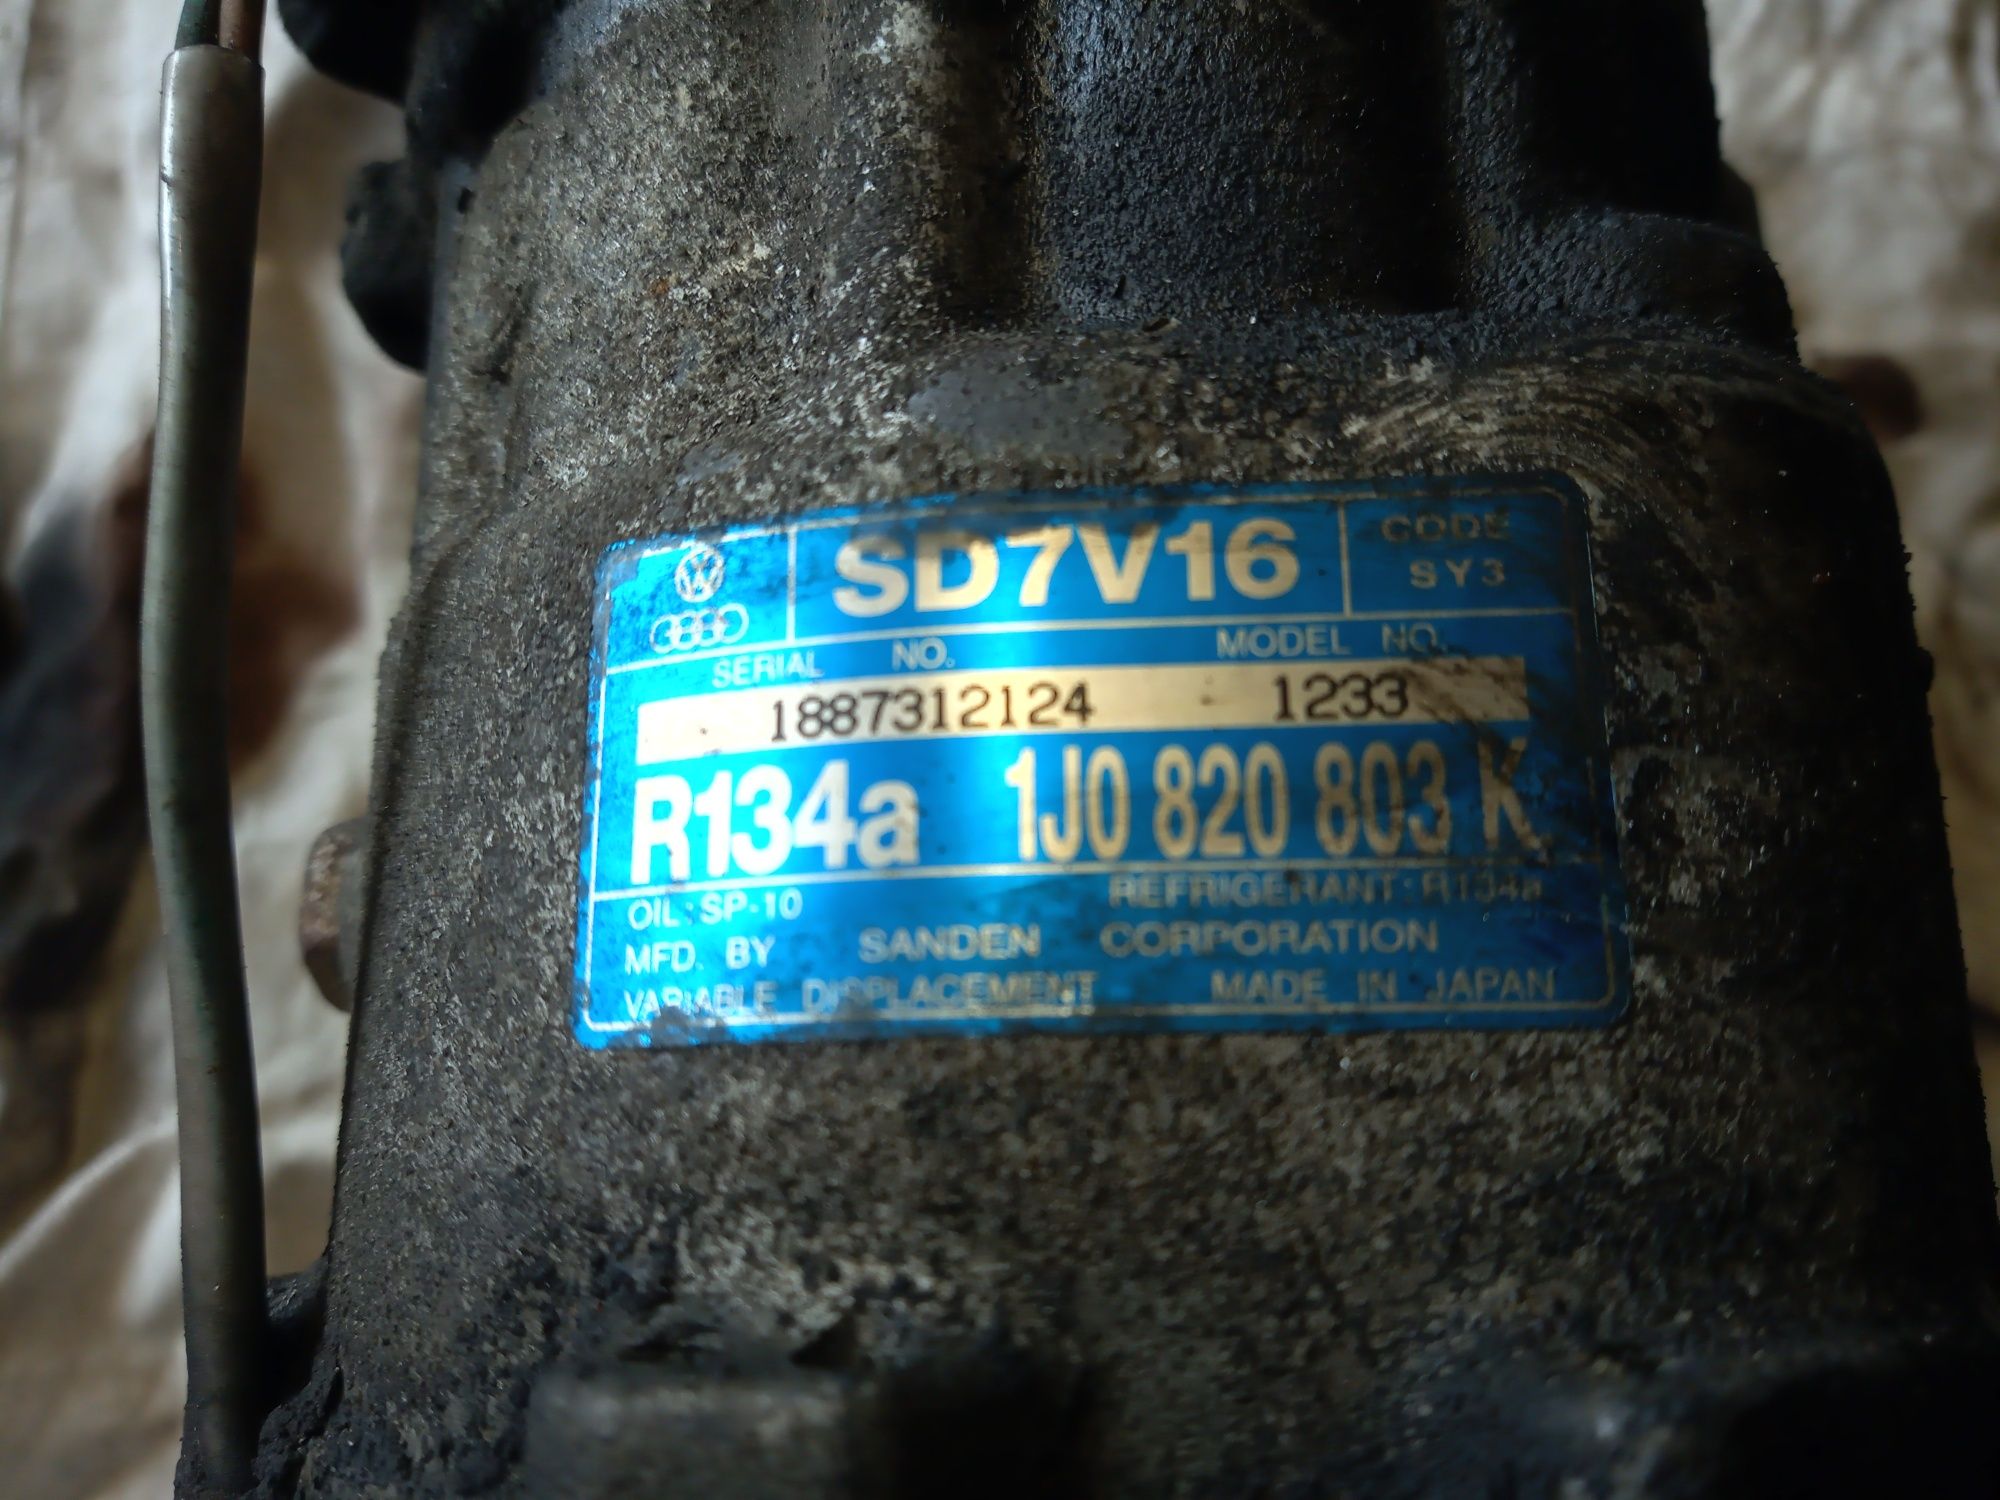 SD7V16
CODE
SY3
SERIAL NO. MODEL NO.
1887312124 1233
R134a 1J0 820 803 K
OIL: SP-10 REFRIGERANT: R134a
MFD. BY SANDEN CORPORATION
VARIABLE DISPLACEMENT MADE IN JAPAN